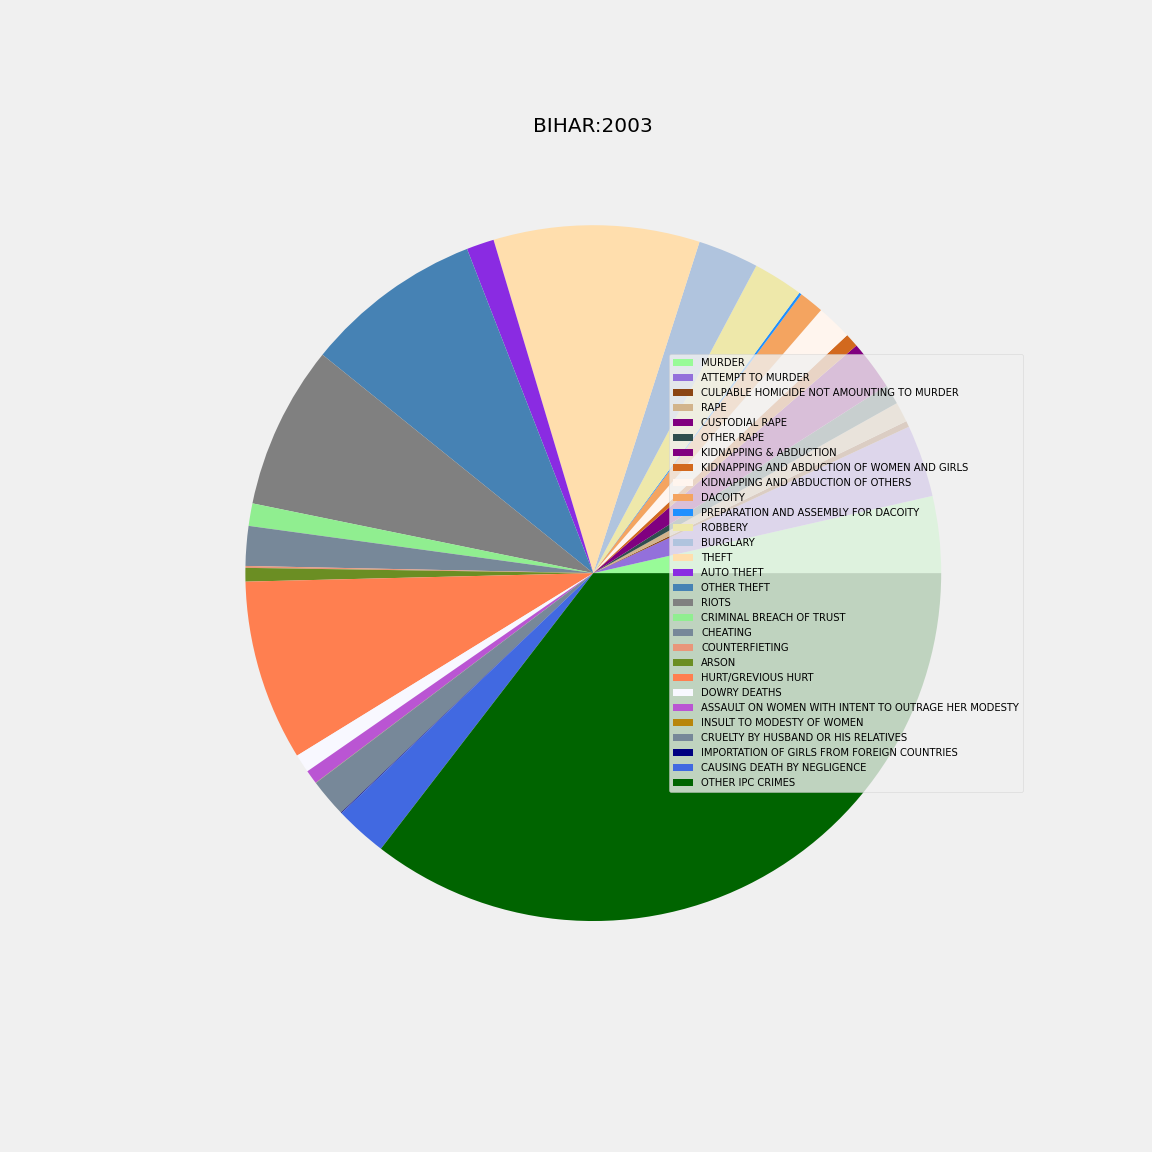 BIHAR:2003
MURDER
ATTEMPT TO MURDER
CULPABLE HOMICIDE NOT AMOUNTING TO MURDER
RAPE
CUSTODIAL RAPE
OTHER RAPE
KIDNAPPING & ABDUCTION
KIDNAPPING AND ABDUCTION OF WOMEN AND GIRLS
KIDNAPPING AND ABDUCTION OF OTHERS
DACOITY
PREPARATION AND ASSEMBLY FOR DACOITY
ROBBERY
BURGLARY
THEFT
AUTO THEFT
OTHER THEFT
RIOTS
CRIMINAL BREACH OF TRUST
CHEATING
COUNTERFIETING
ARSON
HURT/GREVIOUS HURT
DOWRY DEATHS
ASSAULT ON WOMEN WITH INTENT TO OUTRAGE HER MODESTY
INSULT TO MODESTY OF WOMEN
CRUELTY BY HUSBAND OR HIS RELATIVES
IMPORTATION OF GIRLS FROM FOREIGN COUNTRIES
CAUSING DEATH BY NEGLIGENCE
OTHER IPC CRIMES